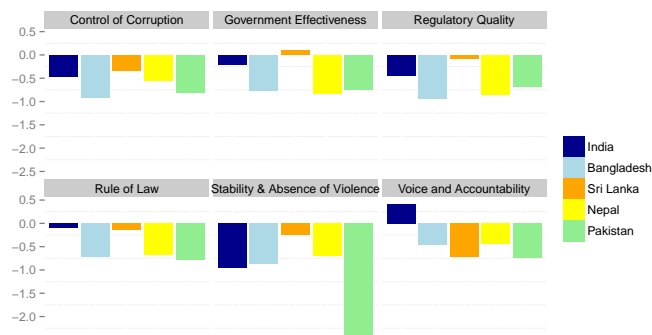 Control of Corruption Government Effectiveness Regulatory Quality
0.5
0.0
−0.5
−1.0
−1.5
−2.0
−2.5
Rule of Law Stability & Absence of Violence Voice and Accountability
0.5
0.0
−0.5
−1.0
−1.5
−2.0
India
Bangladesh
Sri Lanka
Nepal
Pakistan